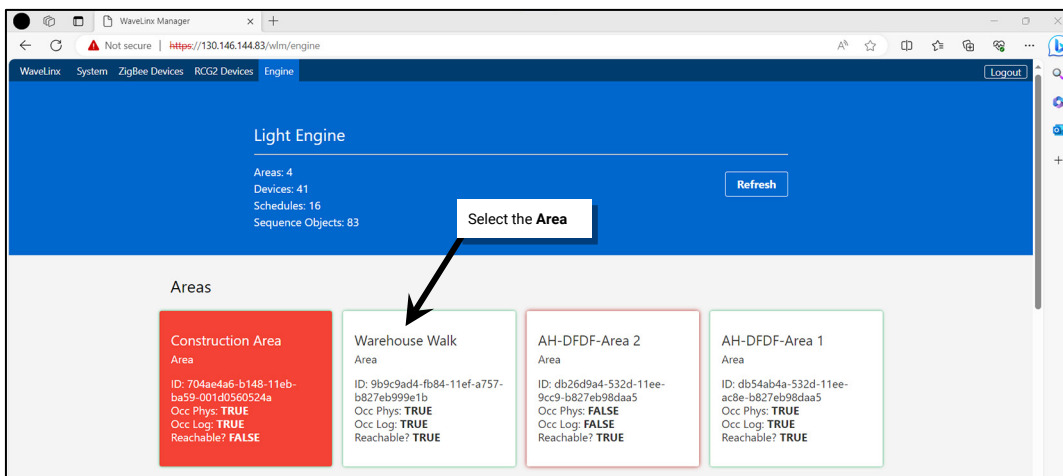 WaveLinx Manager
Not secure | https://130.146.144.83/wlm/engine
WaveLinx System ZigBee Devices RCG2 Devices Engine Logout
Light Engine
Areas: 4
Devices: 41
Schedules: 16
Sequence Objects: 83
Refresh
Select the Area
Areas
Construction Area
Area
ID: 704ae4a6-b148-11eb-
ba59-001d0560524a
Occ Phys: TRUE
Occ Log: TRUE
Reachable? FALSE
Warehouse Walk
Area
ID: 9b9c9ad4-fb84-11ef-a757-
b827eb999e1b
Occ Phys: TRUE
Occ Log: TRUE
Reachable? TRUE
AH-DFDF-Area 2
Area
ID: db26d9a4-532d-11ee-
9cc9-b827eb98daa5
Occ Phys: FALSE
Occ Log: FALSE
Reachable? TRUE
AH-DFDF-Area 1
Area
ID: db54ab4a-532d-11ee-
ac8e-b827eb98daa5
Occ Phys: TRUE
Occ Log: TRUE
Reachable? TRUE